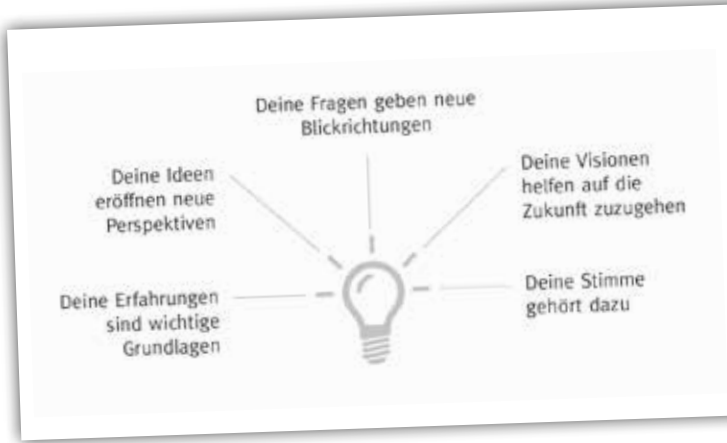 Deine Fragen geben neue
Blickrichtungen
Deine Ideen
eröffnen neue
Perspektiven
Deine Visionen
helfen auf die
Zukunft zuzugehen
Deine Erfahrungen
sind wichtige
Grundlagen
Deine Stimme
gehört dazu